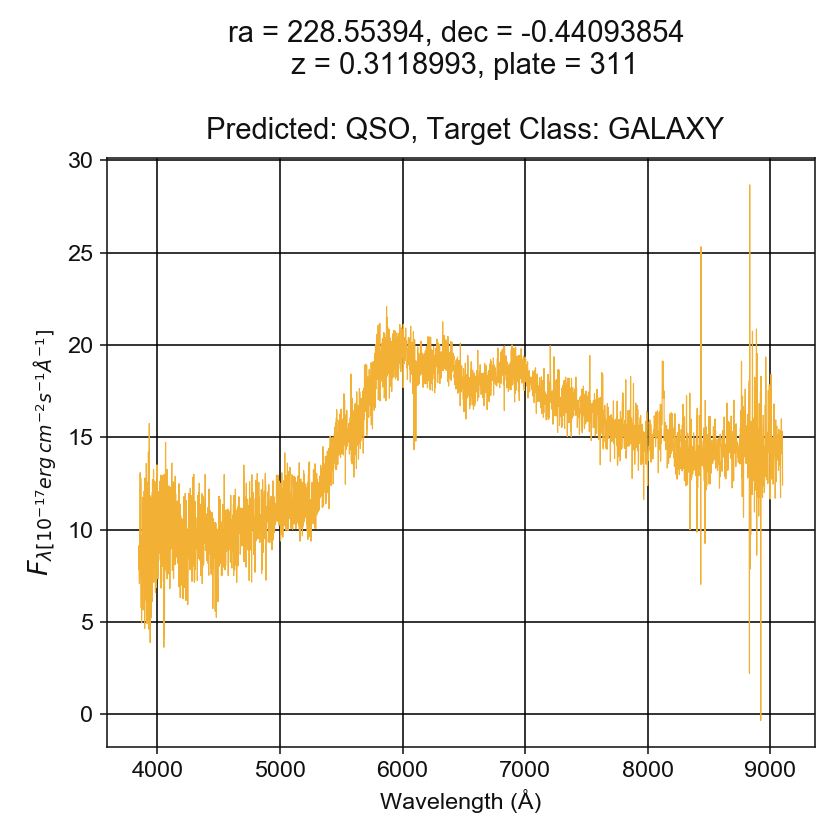 ra = 228.55394, dec = -0.44093854
z = 0.3118993, plate = 311
Predicted: QSO, Target Class: GALAXY
30
25
20
15
10
5
0
F_{λ[10^{−17} erg cm^{−2} s^{−1} Å^{−1}]}
4000 5000 6000 7000 8000 9000
Wavelength (Å)